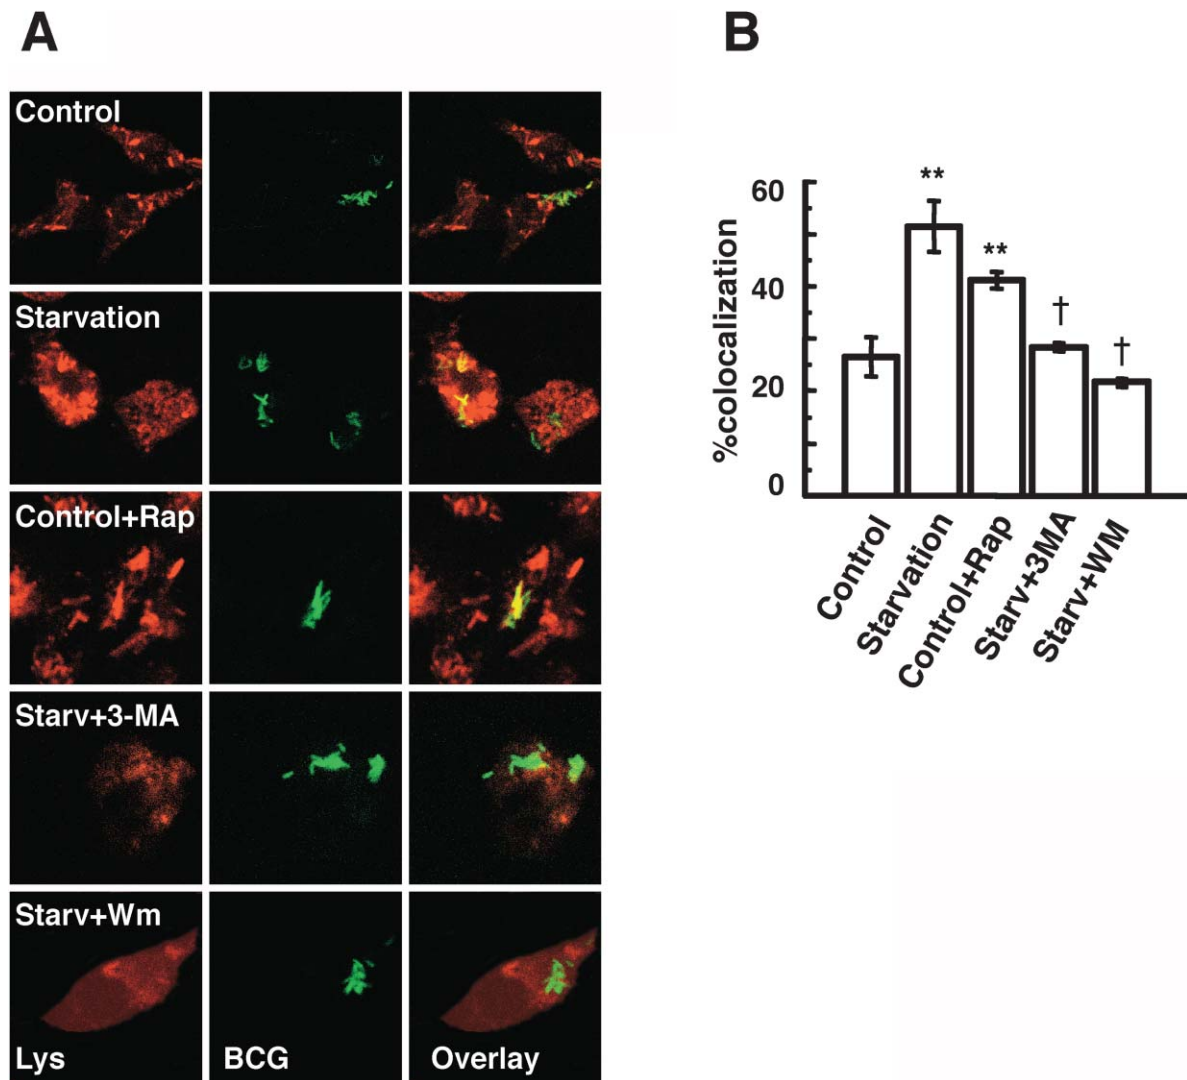 A
Control
Starvation
Control+Rap
Starv+3-MA
Starv+Wm
Lys
BCG
Overlay
B
%colocalization
60
40
20
0
**
**
†
†
Control
Starvation
Control+Rap
Starv+3MA
Starv+WM